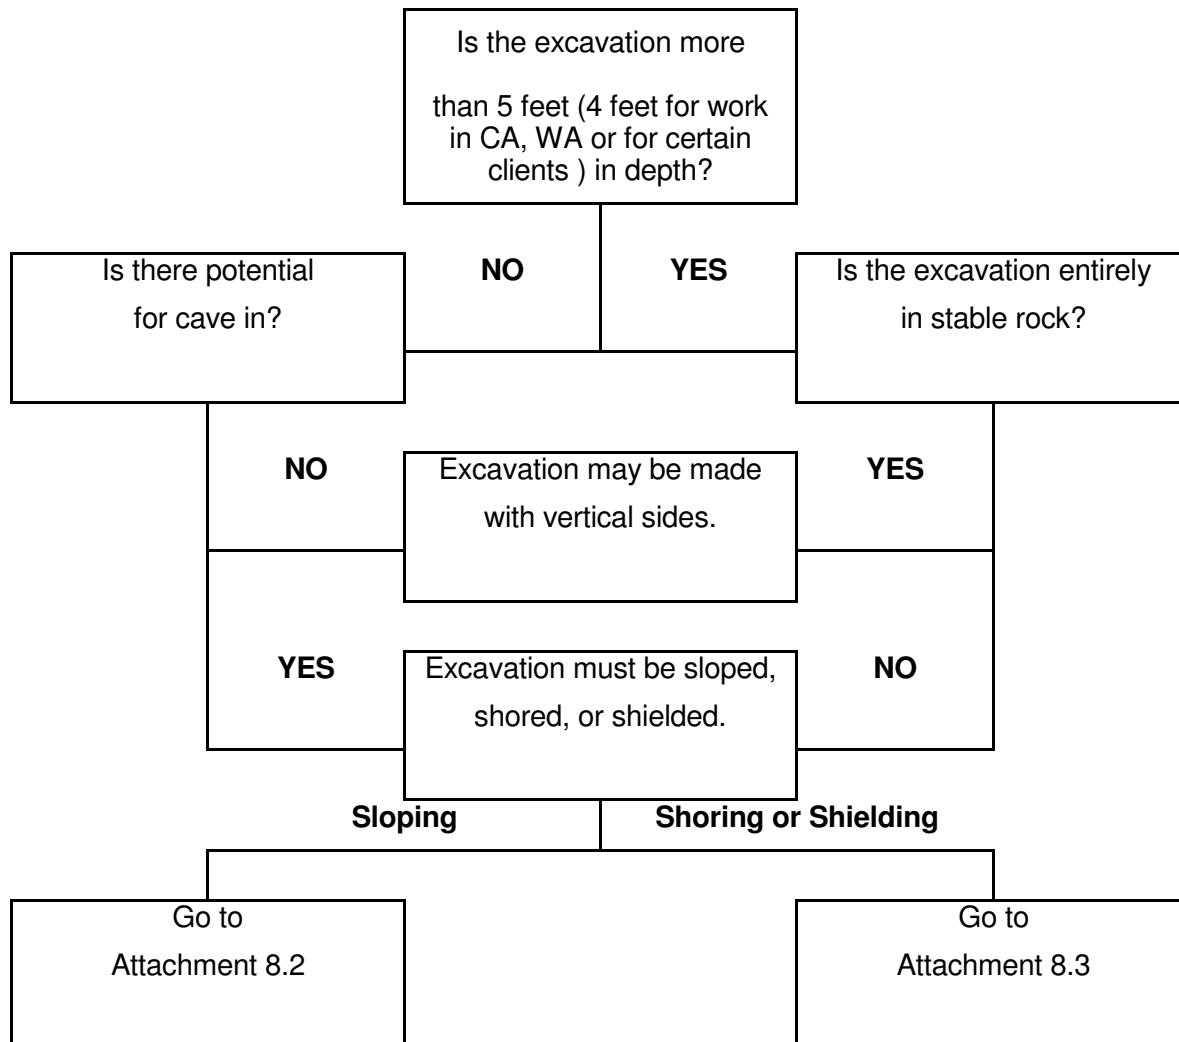 Is the excavation more
than 5 feet (4 feet for work
in CA, WA or for certain
clients ) in depth?
NO
YES
Is there potential
for cave in?
Is the excavation entirely
in stable rock?
NO
Excavation may be made
with vertical sides.
YES
YES
Excavation must be sloped,
shored, or shielded.
NO
Sloping
Shoring or Shielding
Go to
Attachment 8.2
Go to
Attachment 8.3